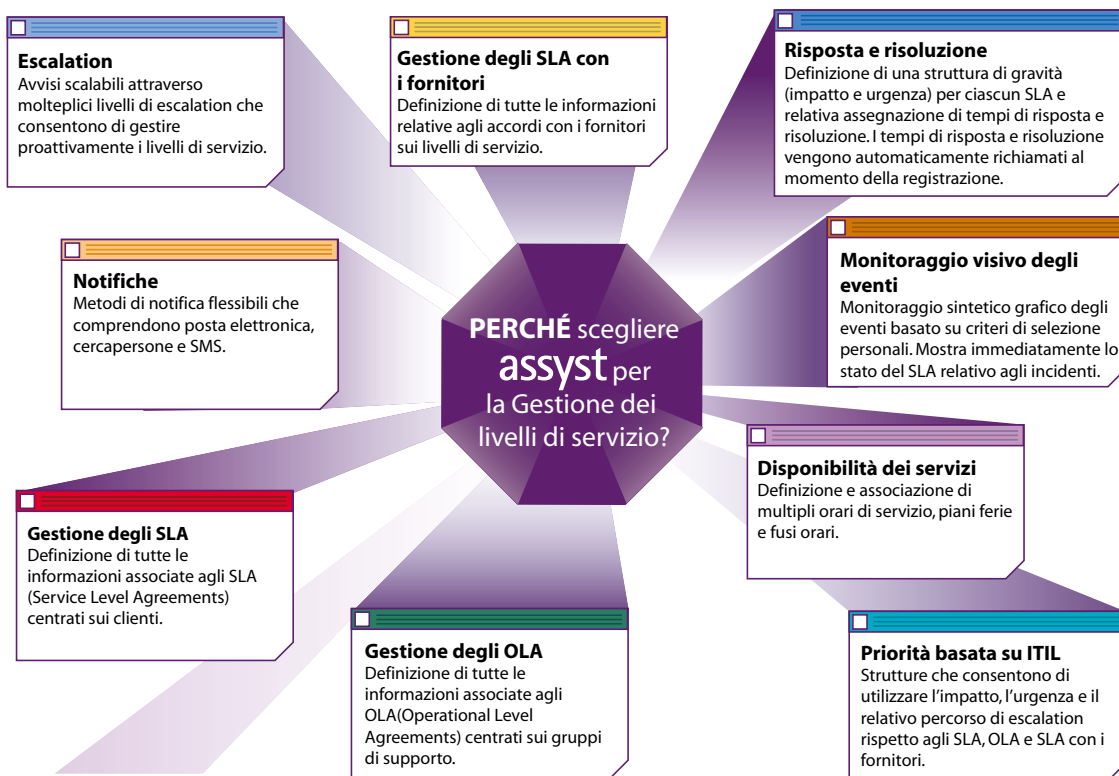 Escalation
Avvisi scalabili attraverso
molteplici livelli di escalation che
consentono di gestire
proattivamente i livelli di servizio.
Gestione degli SLA con
i fornitori
Definizione di tutte le informazioni
relative agli accordi con i fornitori
sui livelli di servizio.
Risposta e risoluzione
Definizione di una struttura di gravità
(impatto e urgenza) per ciascun SLA e
relativa assegnazione di tempi di risposta e
risoluzione. I tempi di risposta e risoluzione
vengono automaticamente richiamati al
momento della registrazione.
Notifiche
Metodi di notifica flessibili che
comprendono posta elettronica,
cercapersone e SMS.
PERCHÉ scegliere
assyst per
la Gestione dei
livelli di servizio?
Monitoraggio visivo degli
eventi
Monitoraggio sintetico grafico degli
eventi basato su criteri di selezione
personali. Mostra immediatamente lo
stato del SLA relativo agli incidenti.
Disponibilità dei servizi
Definizione e associazione di
multipli orari di servizio, piani ferie
e fusi orari.
Gestione degli SLA
Definizione di tutte le
informazioni associate agli SLA
(Service Level Agreements)
centrati sui clienti.
Gestione degli OLA
Definizione di tutte le
informazioni associate agli
OLA(Operational Level
Agreements) centrati sui gruppi
di supporto.
Priorità basata su ITIL
Strutture che consentono di
utilizzare l'impatto, l'urgenza e il
relativo percorso di escalation
rispetto agli SLA, OLA e SLA con i
fornitori.